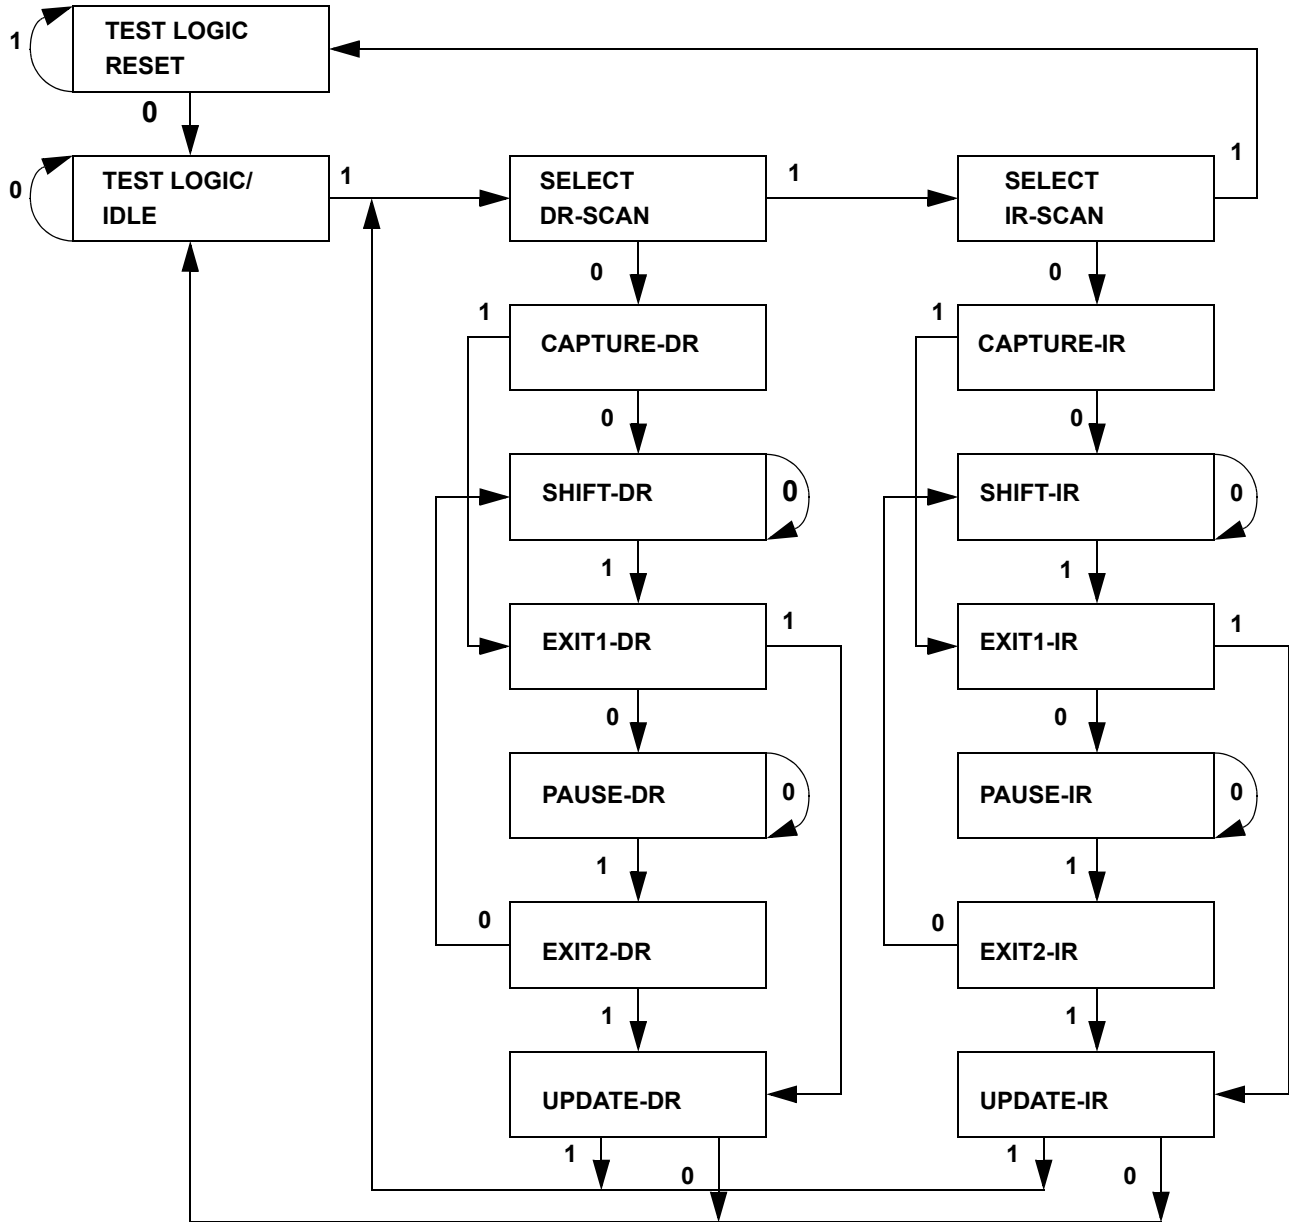 TEST LOGIC
RESET
1
0
TEST LOGIC/
IDLE
0
1
SELECT
DR-SCAN
1
SELECT
IR-SCAN
1
0
0
1
CAPTURE-DR
1
CAPTURE-IR
0
0
SHIFT-DR
0
SHIFT-IR
0
1
1
EXIT1-DR
1
EXIT1-IR
1
0
0
PAUSE-DR
0
PAUSE-IR
0
1
1
0
EXIT2-DR
0
EXIT2-IR
1
1
UPDATE-DR
UPDATE-IR
1
0
1
0